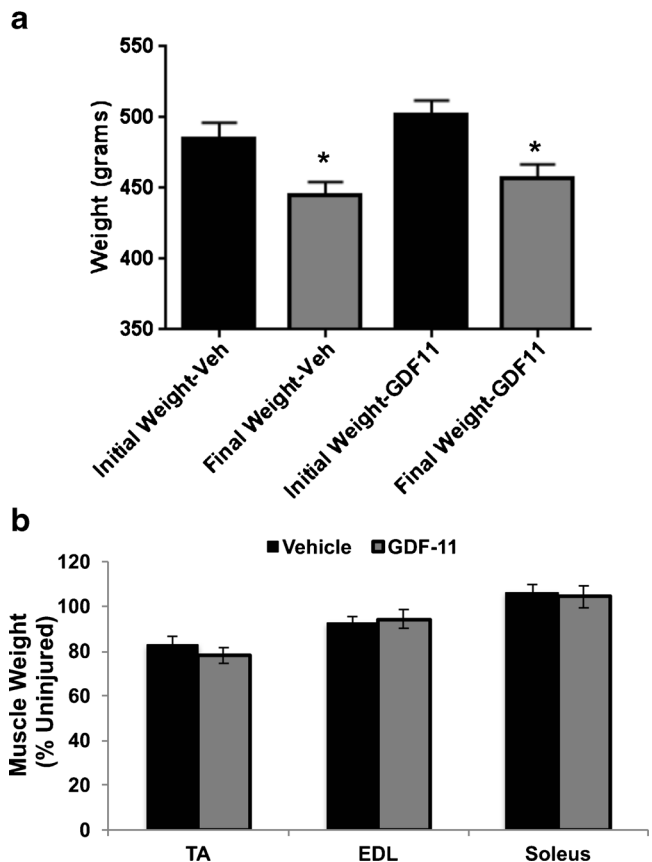 a
Weight (grams)
550
500
450
400
350
*
*
Initial Weight-Veh
Final Weight-Veh
Initial Weight-GDF11
Final Weight-GDF11
b
Vehicle GDF-11
Muscle Weight
(% Uninjured)
120
100
80
60
40
20
0
TA EDL Soleus